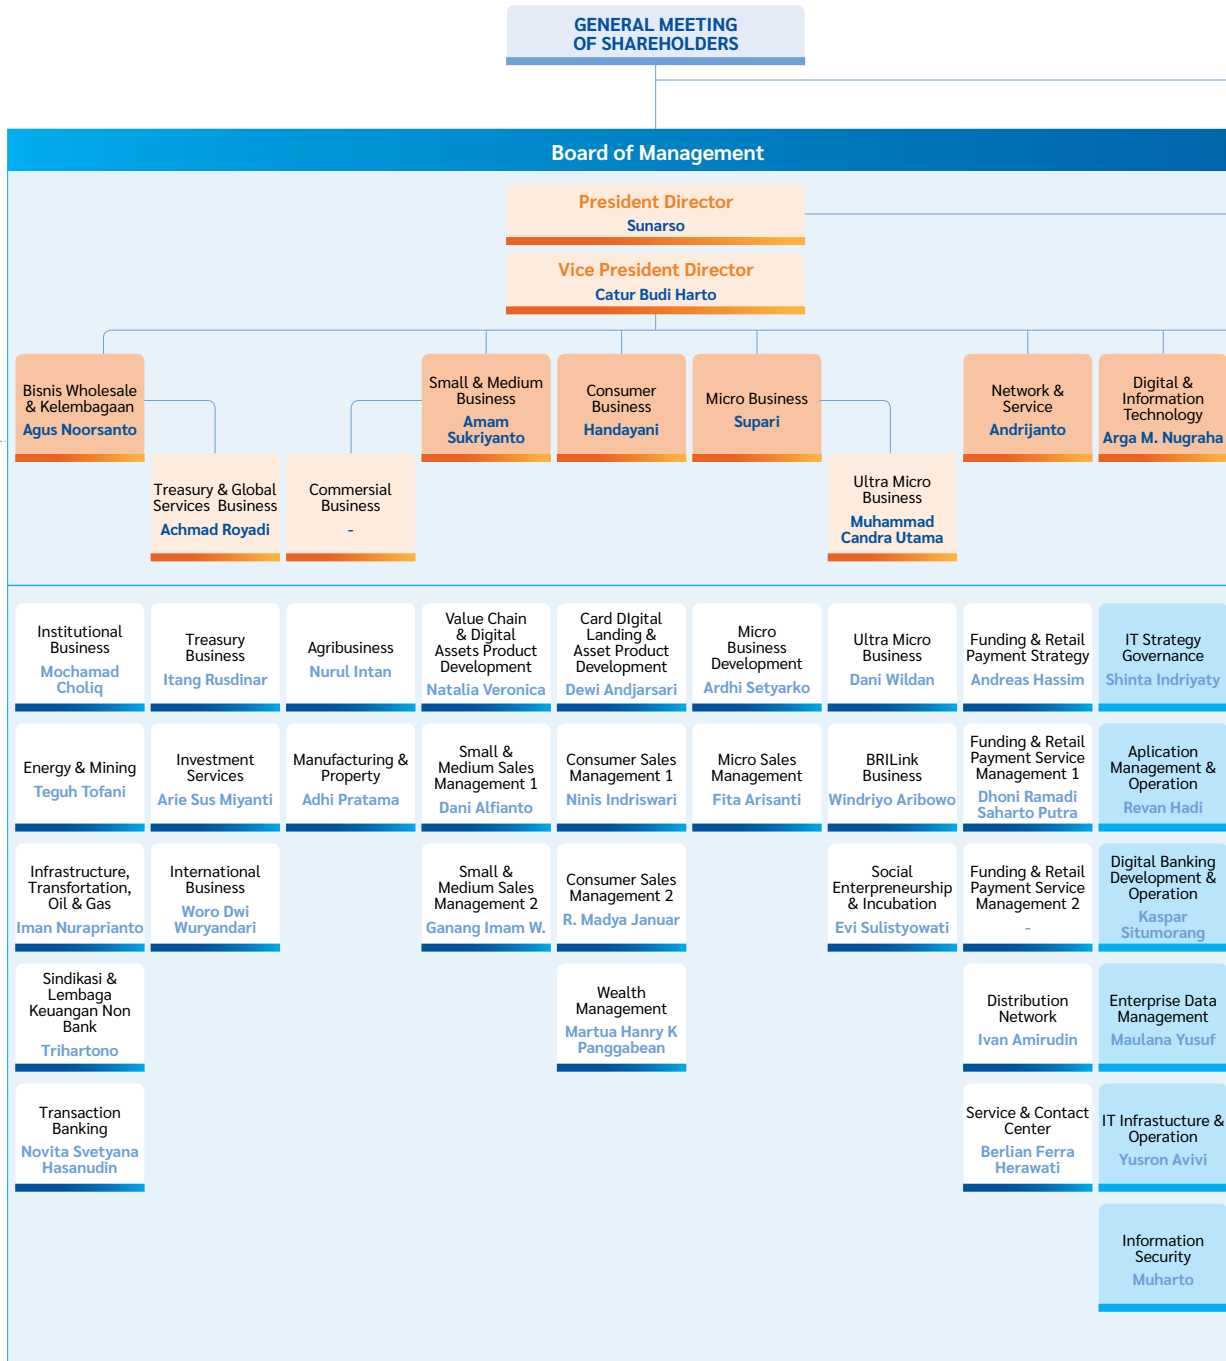 GENERAL MEETING
OF SHAREHOLDERS
Board of Management
President Director
Sunarso
Vice President Director
Catur Budi Harto
Bisnis Wholesale
& Kelembagaan
Agus Noorsanto
Small & Medium
Business
Amam
Sukriyanto
Consumer
Business
Handayani
Micro Business
Supari
Network &
Service
Andrijanto
Digital &
Information
Technology
Arga M. Nugraha
Treasury & Global
Services Business
Achmad Royadi
Commersial
Business
-
Ultra Micro
Business
Muhammad
Candra Utama
Institutional
Business
Mochamad
Choliq
Treasury
Business
Itang Rusdinar
Agribusiness
Nurul Intan
Value Chain
& Digital
Assets Product
Development
Natalia Veronica
Card DIgital
Landing &
Asset Product
Development
Dewi Andjarsari
Micro
Business
Development
Ardhi Setyarko
Ultra Micro
Business
Dani Wildan
Funding & Retail
Payment Strategy
Andreas Hassim
IT Strategy
Governance
Shinta Indriyaty
Energy & Mining
Teguh Tofani
Investment
Services
Arie Sus Miyanti
Manufacturing &
Property
Adhi Pratama
Small &
Medium Sales
Management 1
Dani Alfianto
Consumer Sales
Management 1
Ninis Indriswari
Micro Sales
Management
Fita Arisanti
BRILink
Business
Windriyo Aribowo
Funding & Retail
Payment Service
Management 1
Dhoni Ramadi
Saharto Putra
Aplication
Management &
Operation
Revan Hadi
Infrastructure,
Transfortation,
Oil & Gas
Iman Nuraprianto
International
Business
Woro Dwi
Wuryandari
Small &
Medium Sales
Management 2
Ganang Imam W.
Consumer Sales
Management 2
R. Madya Januar
Social
Enterpreneurship
& Incubation
Evi Sulistyowati
Funding & Retail
Payment Service
Management 2
-
Digital Banking
Development &
Operation
Kaspar
Situmorang
Sindikasi &
Lembaga
Keuangan Non
Bank
Trihartono
Wealth
Management
Martua Hanry K
Panggabean
Distribution
Network
Ivan Amirudin
Enterprise Data
Management
Maulana Yusuf
Transaction
Banking
Novita Svetyana
Hasanudin
Service & Contact
Center
Berlian Ferra
Herawati
IT Infrastucture &
Operation
Yusron Avivi
Information
Security
Muharto